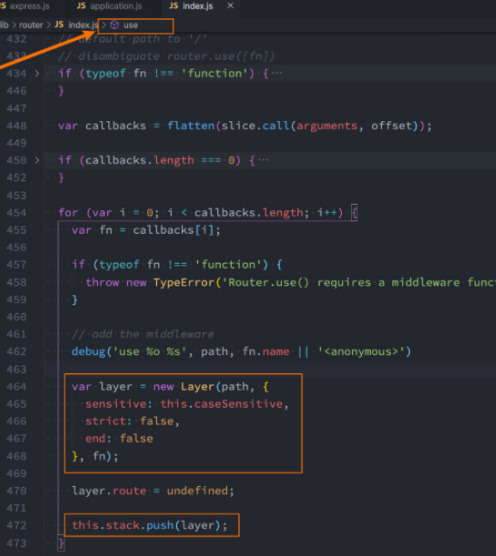 JS express.js JS application.js JS index.js ×
lib > router > JS index.js > use
432 // default path to '/'
433 // disambiguate router.use([fn])
434 > if (typeof fn !== 'function') {···
446 }
447
448 var callbacks = flatten(slice.call(arguments, offset));
449
450 > if (callbacks.length === 0) {···
452 }
453
454 for (var i = 0; i < callbacks.length; i++) {
455 var fn = callbacks[i];
456
457 if (typeof fn !== 'function') {
458 throw new TypeError('Router.use() requires a middleware func
459 }
460
461 // add the middleware
462 debug('use %o %s', path, fn.name || '<anonymous>')
463
464 var layer = new Layer(path, {
465 sensitive: this.caseSensitive,
466 strict: false,
467 end: false
468 }, fn);
469
470 layer.route = undefined;
471
472 this.stack.push(layer);
473 }